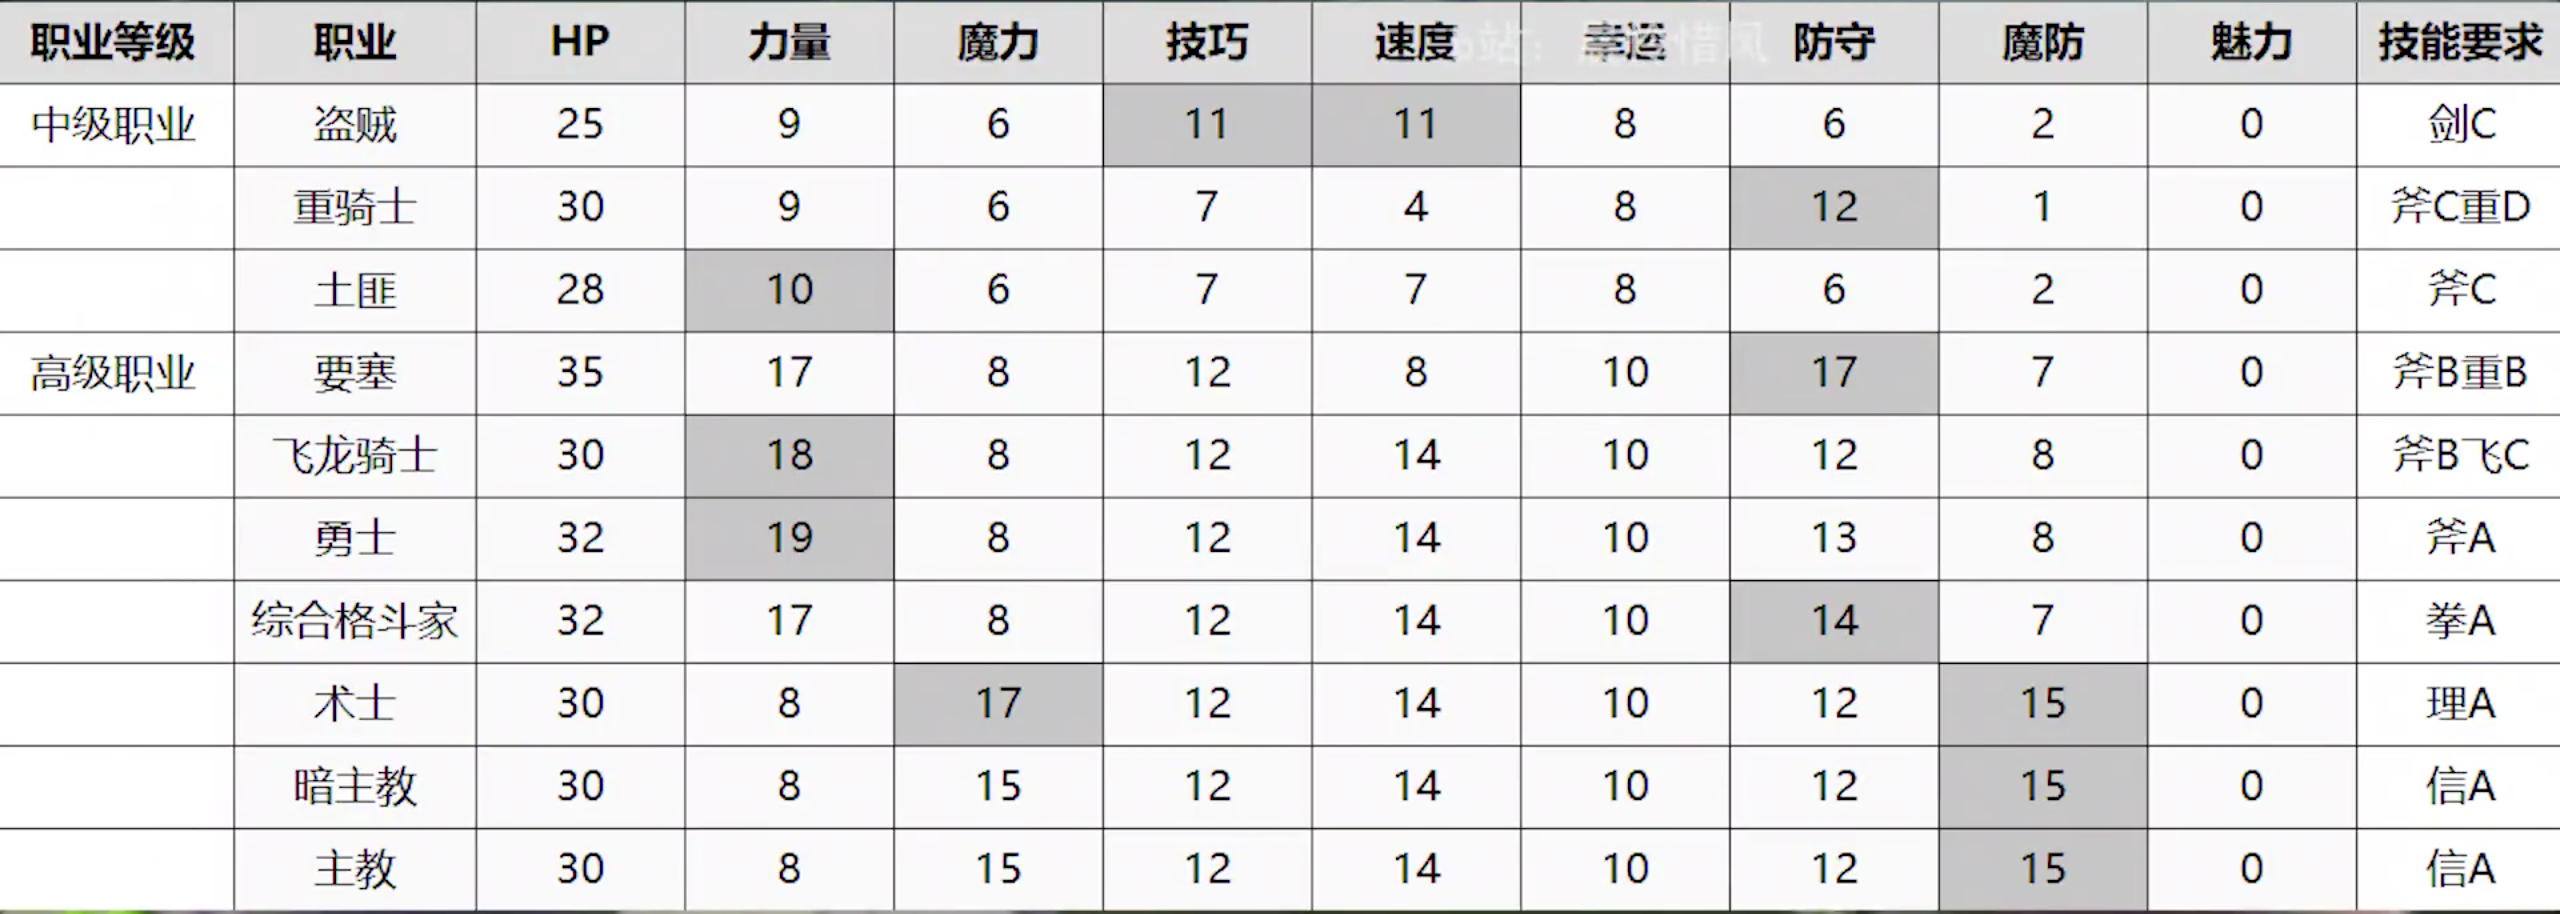 职业等级 职业 HP 力量 魔力 技巧 速度 幸运 防守 魔防 魅力 技能要求
中级职业 盗贼 25 9 6 11 11 8 6 2 0 剑C
重骑士 30 9 6 7 4 8 12 1 0 斧C重D
土匪 28 10 6 7 7 8 6 2 0 斧C
高级职业 要塞 35 17 8 12 8 10 17 7 0 斧B重B
飞龙骑士 30 18 8 12 14 10 12 8 0 斧B飞C
勇士 32 19 8 12 14 10 13 8 0 斧A
综合格斗家 32 17 8 12 14 10 14 7 0 拳A
术士 30 8 17 12 14 10 12 15 0 理A
暗主教 30 8 15 12 14 10 12 15 0 信A
主教 30 8 15 12 14 10 12 15 0 信A